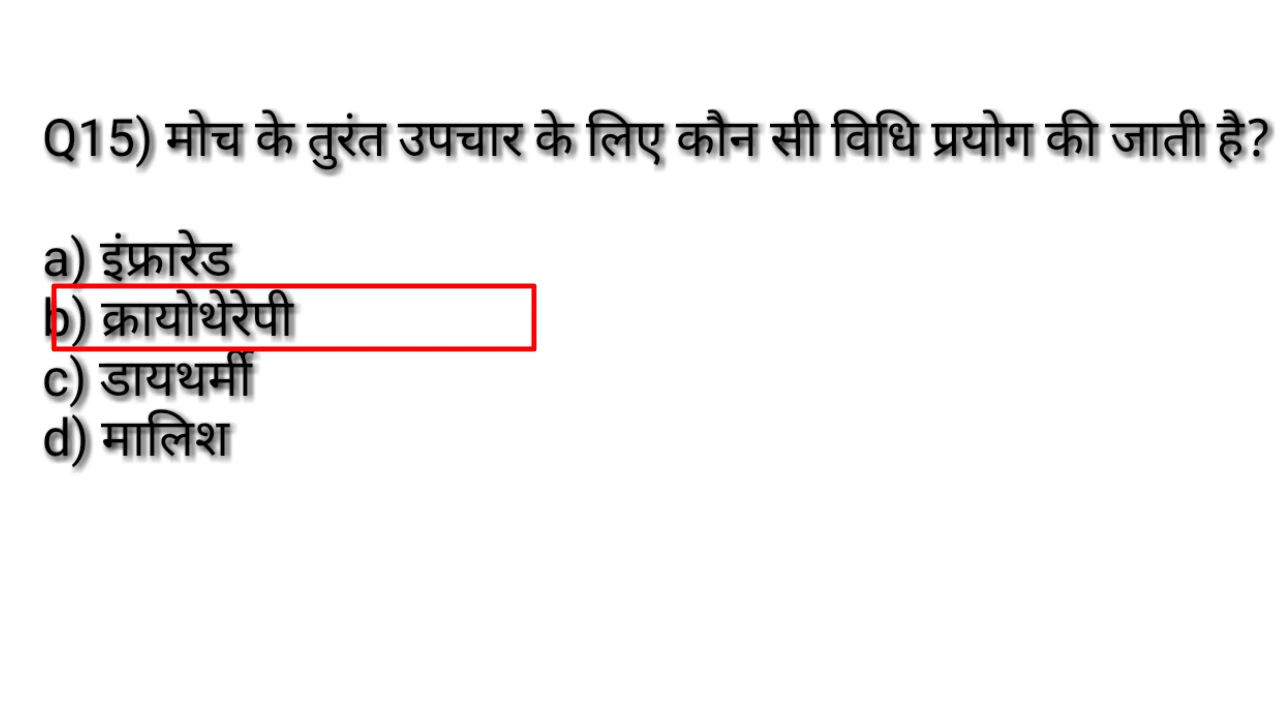 Q15) मोच के तुरंत उपचार के लिए कौन सी विधि प्रयोग की जाती है?
a) इंफ्रारेड
b) क्रायोथेरेपी
c) डायथर्मी
d) मालिश